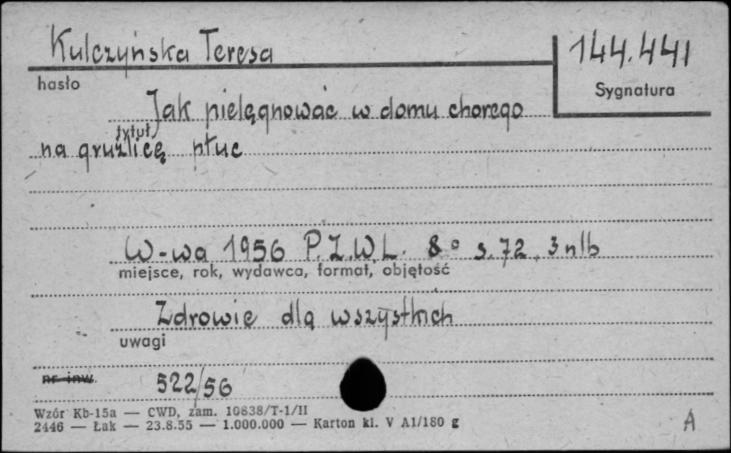 Kulczyńska Teresa 144.441
hasło Sygnatura
Jak pielęgnować w domu chorego
tytuł
na gruźlicę płuc
W-wa 1956 P.Z.W.L. 8° s. 72, 3 nlb
miejsce, rok, wydawca, format, objętość
Zdrowie dla wszystkich
uwagi
nr inw. 522/56
Wzór Kb-15a — CWD, zam. 10838/T-1/II
2446 — Łak — 23.8.55 — 1.000.000 — Karton kl. V A1/180 g A